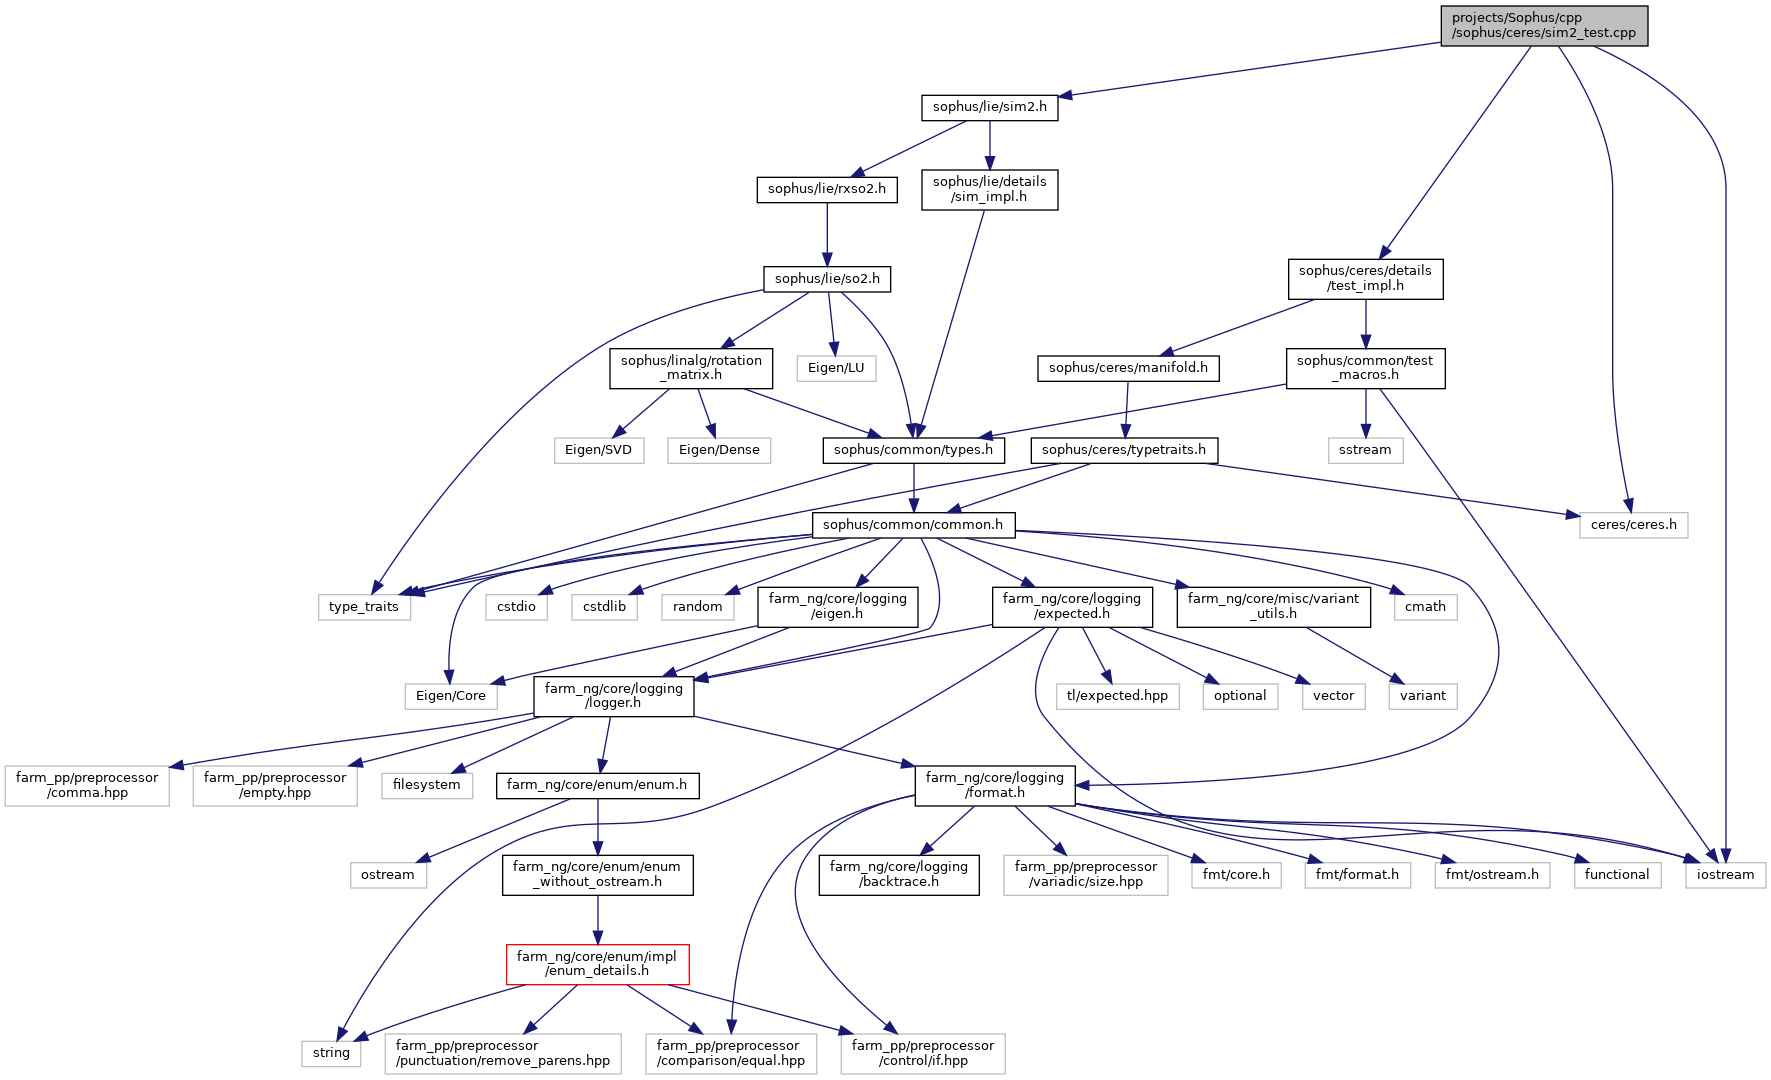 projects/Sophus/cpp
/sophus/ceres/sim2_test.cpp
sophus/lie/sim2.h
sophus/lie/rxso2.h
sophus/lie/details
/sim_impl.h
sophus/lie/so2.h
sophus/ceres/details
/test_impl.h
sophus/linalg/rotation
_matrix.h
Eigen/LU
sophus/ceres/manifold.h
sophus/common/test
_macros.h
Eigen/SVD
Eigen/Dense
sophus/common/types.h
sophus/ceres/typetraits.h
sstream
sophus/common/common.h
ceres/ceres.h
type_traits
cstdio
cstdlib
random
farm_ng/core/logging
/eigen.h
farm_ng/core/logging
/expected.h
farm_ng/core/misc/variant
_utils.h
cmath
Eigen/Core
farm_ng/core/logging
/logger.h
tl/expected.hpp
optional
vector
variant
farm_pp/preprocessor
/comma.hpp
farm_pp/preprocessor
/empty.hpp
filesystem
farm_ng/core/enum/enum.h
farm_ng/core/logging
/format.h
ostream
farm_ng/core/enum/enum
_without_ostream.h
farm_ng/core/logging
/backtrace.h
farm_pp/preprocessor
/variadic/size.hpp
fmt/core.h
fmt/format.h
fmt/ostream.h
functional
iostream
farm_ng/core/enum/impl
/enum_details.h
string
farm_pp/preprocessor
/punctuation/remove_parens.hpp
farm_pp/preprocessor
/comparison/equal.hpp
farm_pp/preprocessor
/control/if.hpp